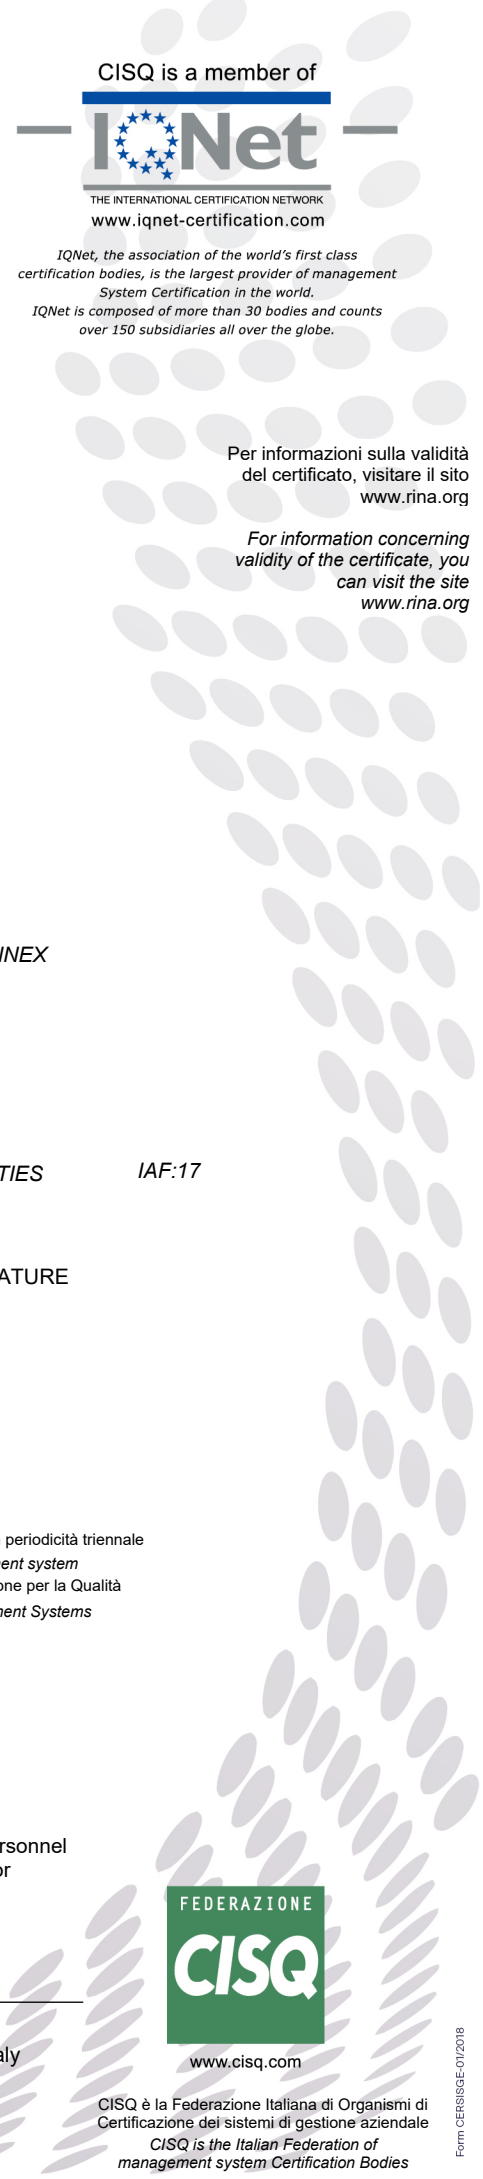 CISQ is a member of
IQNet
THE INTERNATIONAL CERTIFICATION NETWORK
www.iqnet-certification.com
IQNet, the association of the world's first class
certification bodies, is the largest provider of management
System Certification in the world.
IQNet is composed of more than 30 bodies and counts
over 150 subsidiaries all over the globe.
Per informazioni sulla validità
del certificato, visitare il sito
www.rina.org
For information concerning
validity of the certificate, you
can visit the site
www.rina.org
INEX
TIES IAF:17
ATURE
periodicità triennale
ent system
one per la Qualità
ent Systems
rsonnel
or
FEDERAZIONE
CISQ
aly
www.cisq.com
CISQ è la Federazione Italiana di Organismi di
Certificazione dei sistemi di gestione aziendale
CISQ is the Italian Federation of
management system Certification Bodies
Form CERSISGE-01/2018